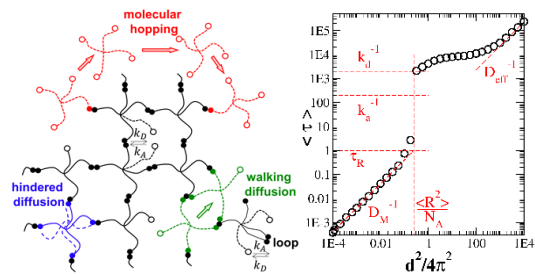 molecular
hopping
k_D
k_A
hindered
diffusion
walking
diffusion
loop
k_A
k_D
<τ>
1E5
1E4
1E3
100
10
1
0.1
0.01
1E-3
k_d^-1
k_a^-1
τ_R
D_M^-1
D_eff^-1
<R^2>
N_A
1E-4
0.01
1
100
1E4
d^2/4π^2